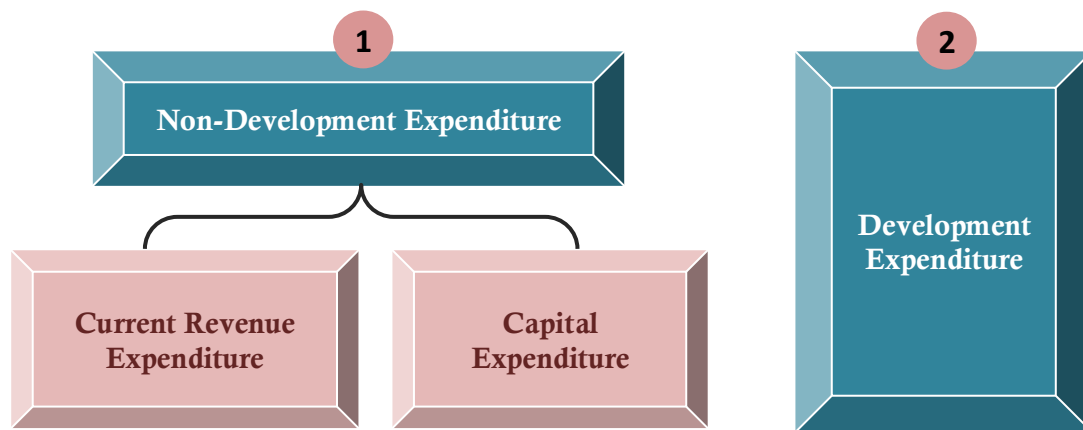 1
Non-Development Expenditure
Current Revenue
Expenditure
Capital
Expenditure
2
Development
Expenditure